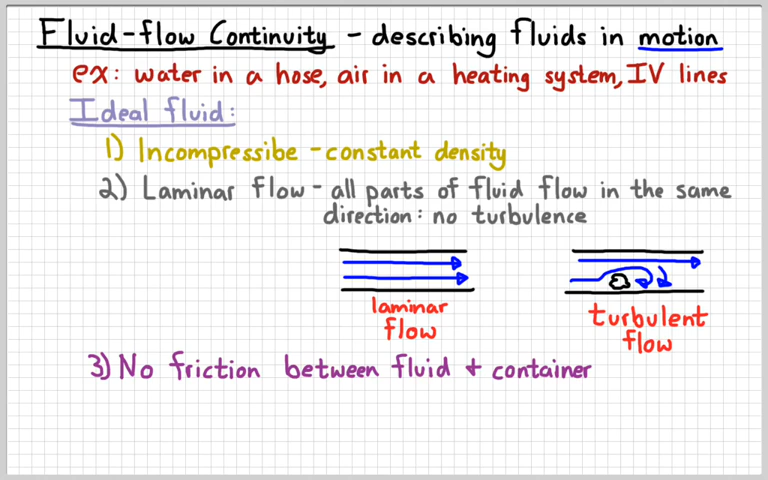 Fluid-flow Continuity - describing fluids in motion
ex: water in a hose, air in a heating system, IV lines
Ideal fluid:
1) Incompressibe - constant density
2) Laminar flow - all parts of fluid flow in the same
direction: no turbulence
laminar
flow
turbulent
flow
3) No friction between fluid + container